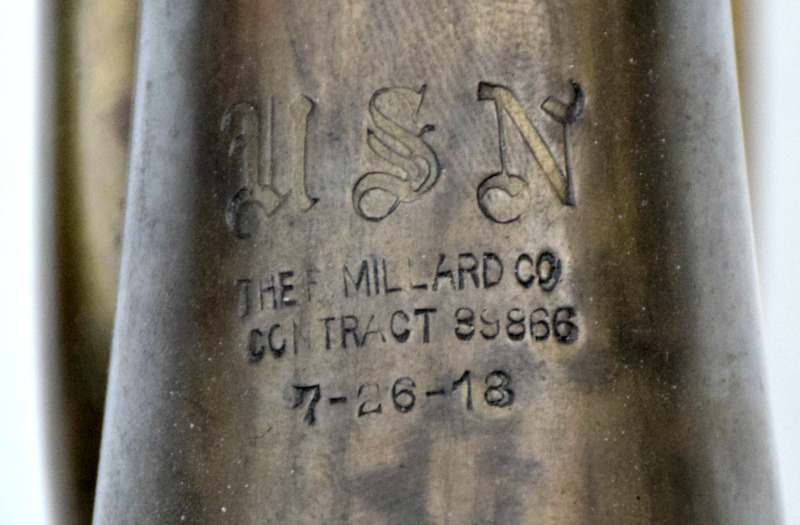 USN
THE F. MILLARD CO
CONTRACT 39866
7-26-18